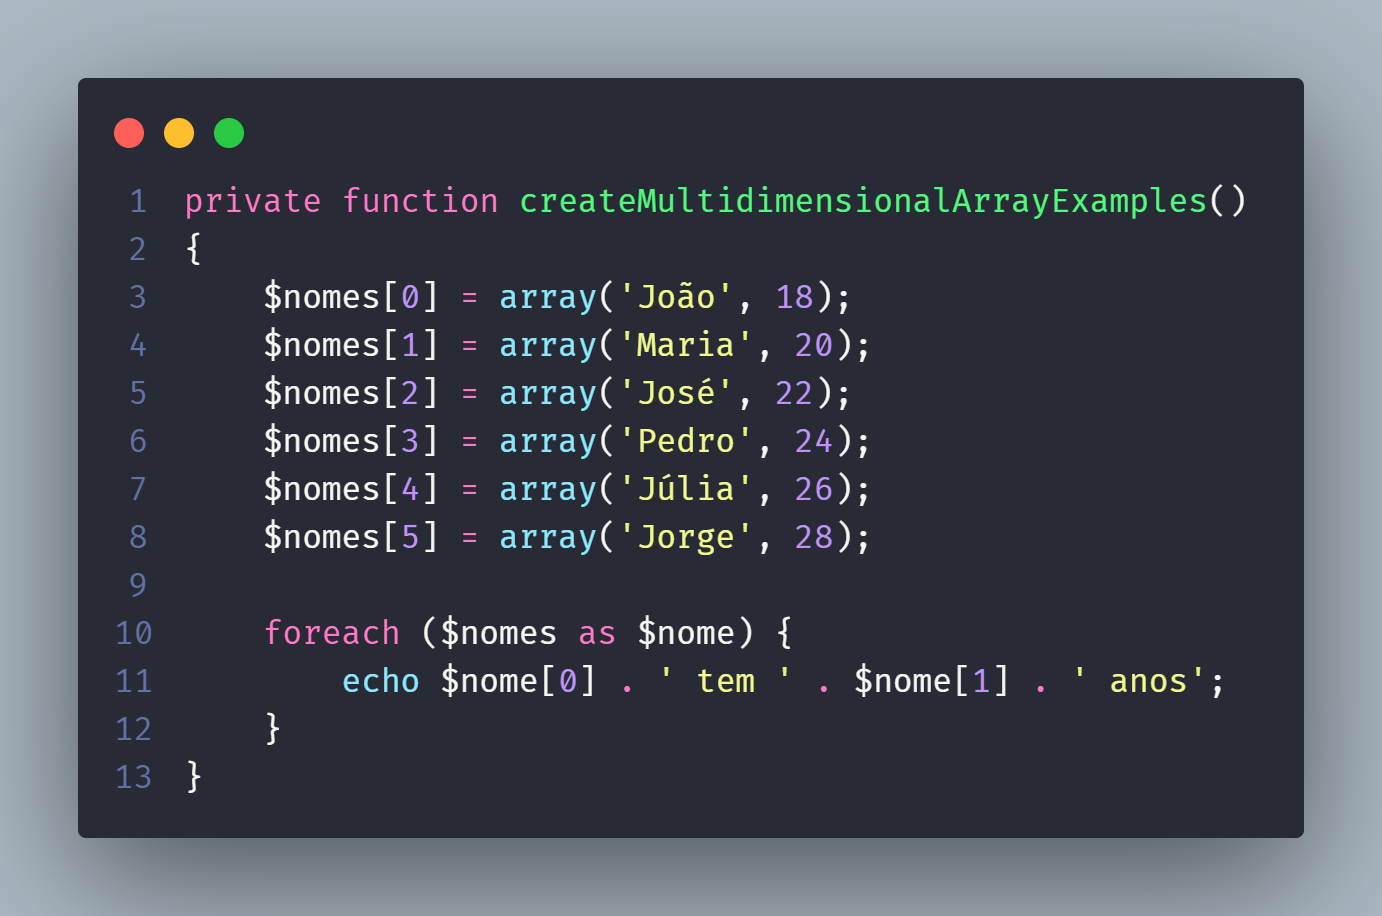 1 private function createMultidimensionalArrayExamples()
2 {
3     $nomes[0] = array('João', 18);
4     $nomes[1] = array('Maria', 20);
5     $nomes[2] = array('José', 22);
6     $nomes[3] = array('Pedro', 24);
7     $nomes[4] = array('Júlia', 26);
8     $nomes[5] = array('Jorge', 28);
9
10     foreach ($nomes as $nome) {
11         echo $nome[0] . ' tem ' . $nome[1] . ' anos';
12     }
13 }